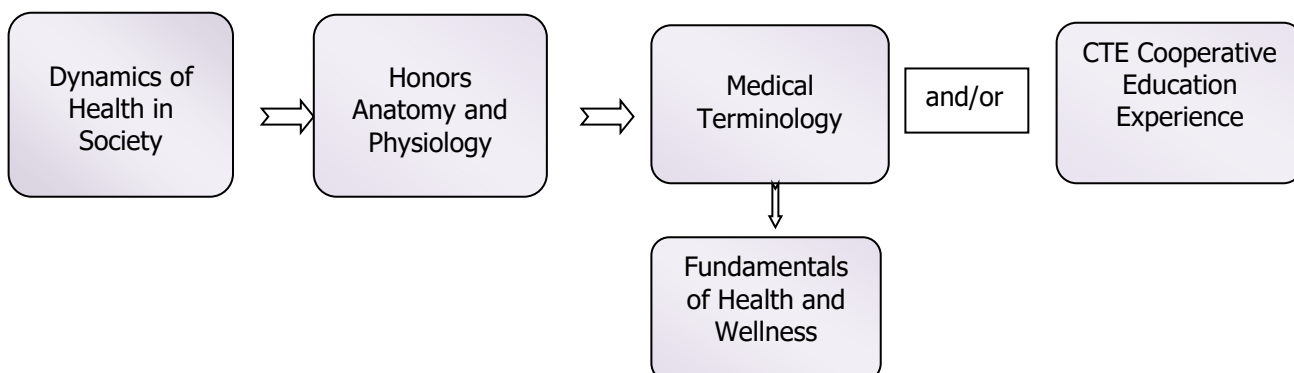 Dynamics of
Health in
Society
Honors
Anatomy and
Physiology
Medical
Terminology
and/or
CTE Cooperative
Education
Experience
Fundamentals
of Health and
Wellness